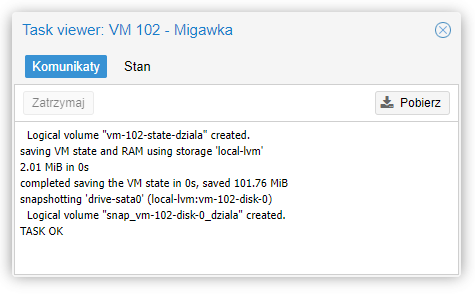 Task viewer: VM 102 - Migawka
Komunikaty Stan
Zatrzymaj Pobierz
Logical volume "vm-102-state-dziala" created.
saving VM state and RAM using storage 'local-lvm'
2.01 MiB in 0s
completed saving the VM state in 0s, saved 101.76 MiB
snapshotting 'drive-sata0' (local-lvm:vm-102-disk-0)
Logical volume "snap_vm-102-disk-0_dziala" created.
TASK OK